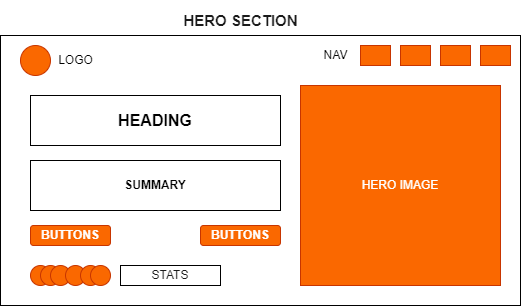 HERO SECTION
LOGO
NAV
HEADING
SUMMARY
HERO IMAGE
BUTTONS
BUTTONS
STATS